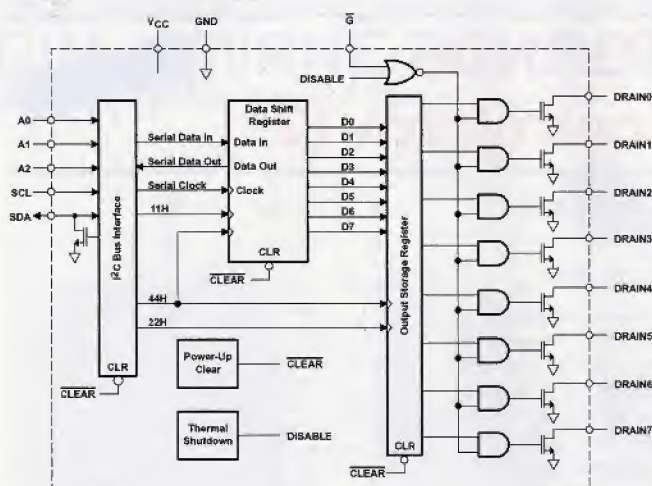 VCC
GND
G
DISABLE
A0
A1
A2
SCL
SDA
I²C Bus Interface
CLR
CLEAR
Serial Data In
Serial Data Out
Serial Clock
11H
44H
22H
Data Shift
Register
Data In
Data Out
Clock
CLR
CLEAR
D0
D1
D2
D3
D4
D5
D6
D7
Output Storage Register
CLR
CLEAR
Power-Up
Clear
CLEAR
Thermal
Shutdown
DISABLE
DRAIN0
DRAIN1
DRAIN2
DRAIN3
DRAIN4
DRAIN5
DRAIN6
DRAIN7